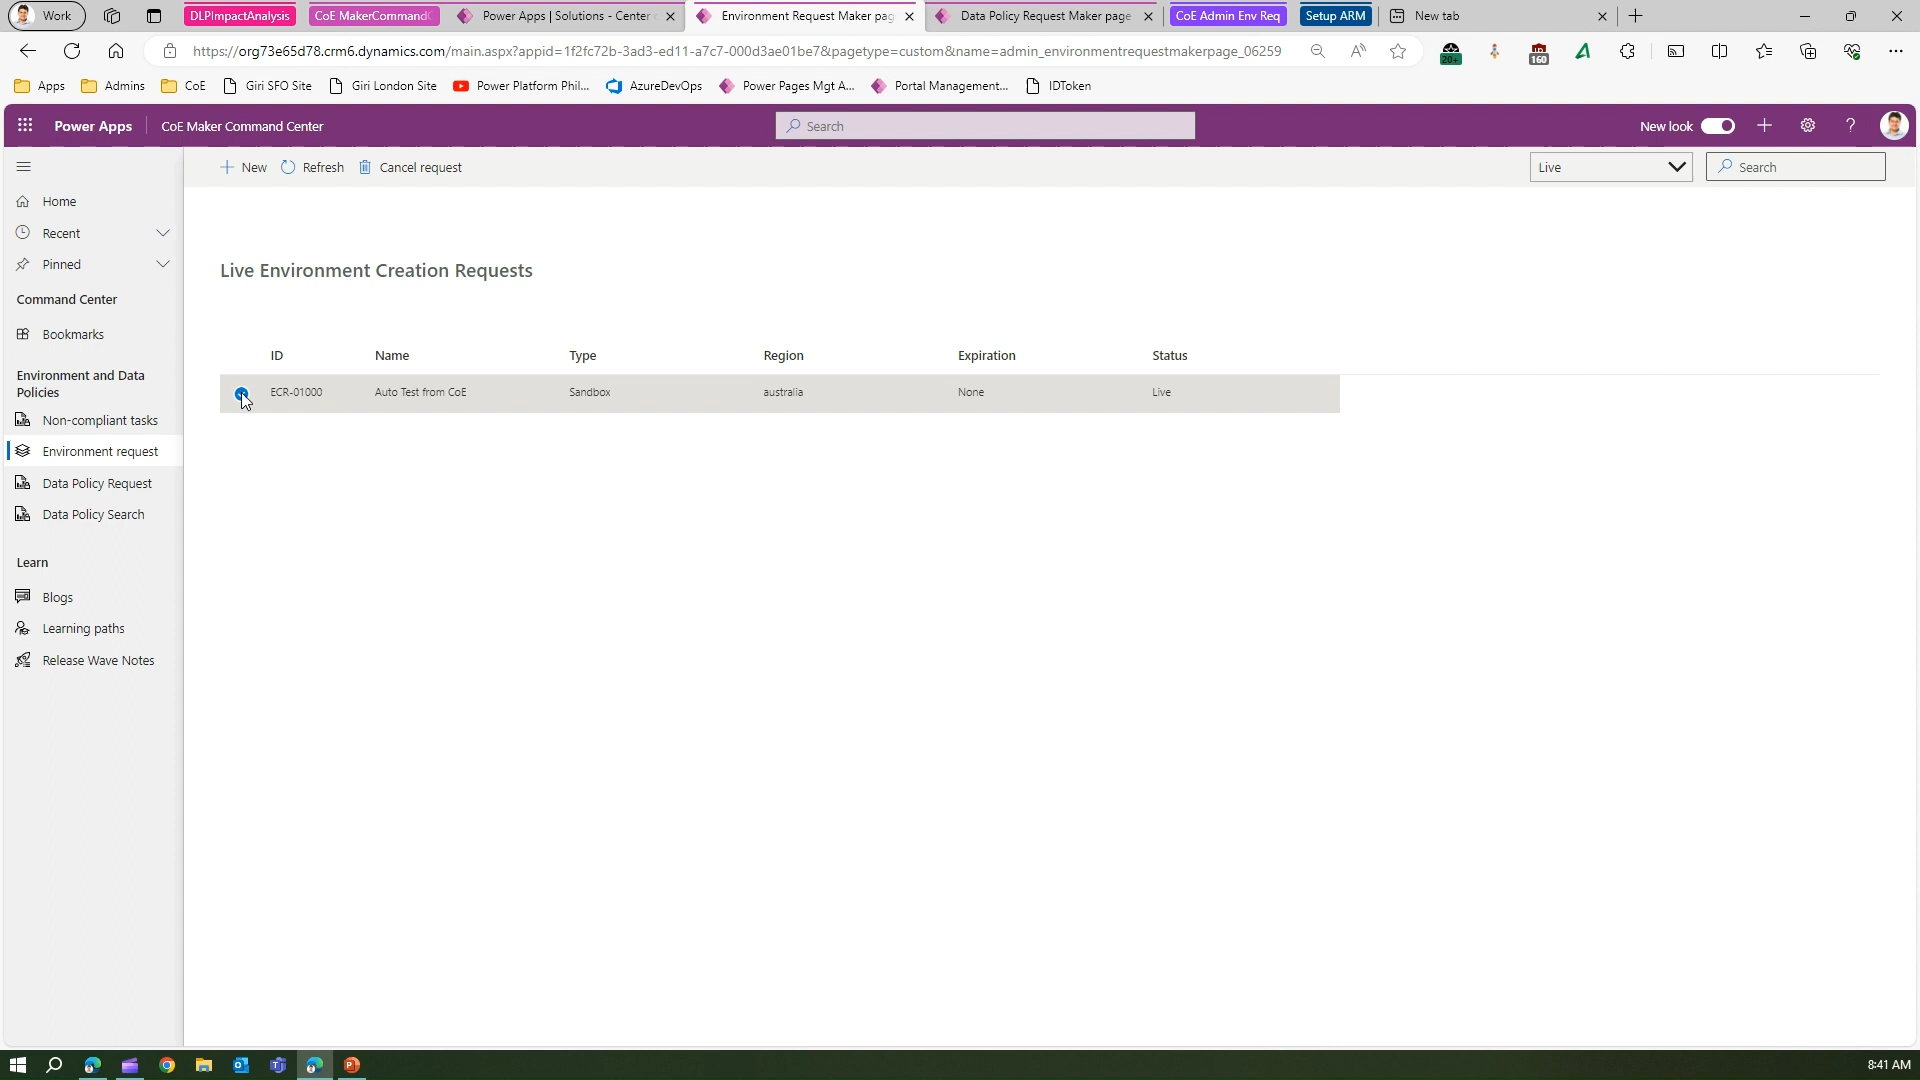 Work
DLPImpactAnalysis
CoE MakerCommandC
Power Apps | Solutions - Center
Environment Request Maker pag
Data Policy Request Maker page
CoE Admin Env Req
Setup ARM
New tab
https://org73e65d78.crm6.dynamics.com/main.aspx?appid=1f2fc72b-3ad3-ed11-a7c7-000d3ae01be7&pagetype=custom&name=admin_environmentrequestmakerpage_06259
20+
160
Apps
Admins
CoE
Giri SFO Site
Giri London Site
Power Platform Phil...
AzureDevOps
Power Pages Mgt A...
Portal Management...
IDToken
Power Apps
CoE Maker Command Center
Search
New look
New
Refresh
Cancel request
Live
Search
Home
Recent
Pinned
Command Center
Bookmarks
Environment and Data
Policies
Non-compliant tasks
Environment request
Data Policy Request
Data Policy Search
Learn
Blogs
Learning paths
Release Wave Notes
Live Environment Creation Requests
ID Name Type Region Expiration Status
ECR-01000 Auto Test from CoE Sandbox australia None Live
8:41 AM